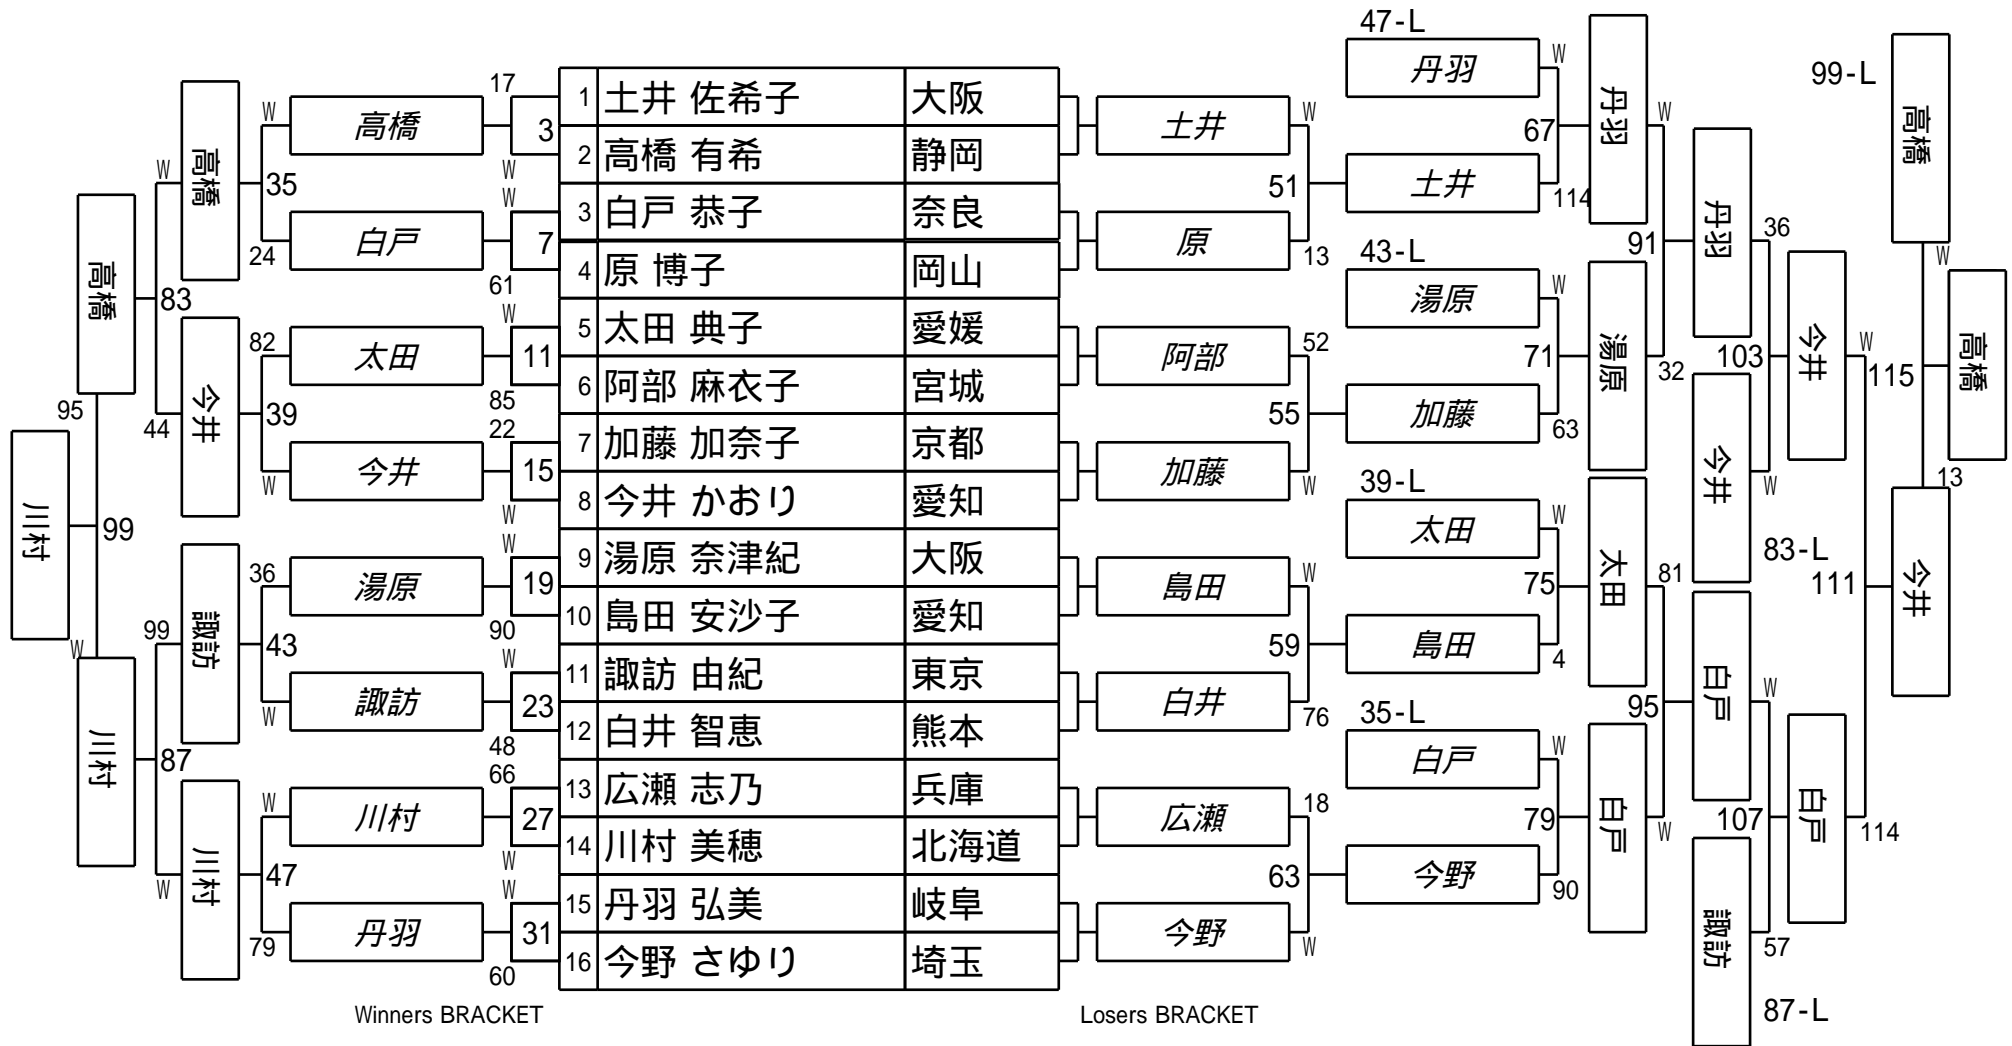 1 土井 佐希子 大阪
2 高橋 有希 静岡
3 白戸 恭子 奈良
4 原 博子 岡山
5 太田 典子 愛媛
6 阿部 麻衣子 宮城
7 加藤 加奈子 京都
8 今井 かおり 愛知
9 湯原 奈津紀 大阪
10 島田 安沙子 愛知
11 諏訪 由紀 東京
12 白井 智恵 熊本
13 広瀬 志乃 兵庫
14 川村 美穂 北海道
15 丹羽 弘美 岐阜
16 今野 さゆり 埼玉
17
3
W
W
7
61
W
11
85
22
15
W
W
19
90
W
23
48
66
27
W
W
31
60
高橋
白戸
太田
今井
湯原
諏訪
川村
丹羽
W
35
24
82
39
W
36
43
W
W
47
79
高橋
今井
諏訪
川村
W
83
44
99
87
W
高橋
川村
95
99
W
川村
Winners BRACKET
土井
原
阿部
加藤
島田
白井
広瀬
今野
W
51
13
52
55
W
W
59
76
18
63
W
47-L
丹羽
土井
43-L
湯原
加藤
39-L
太田
島田
35-L
白戸
今野
W
67
114
W
71
63
W
75
4
W
79
90
丹羽
湯原
太田
白戸
W
91
32
81
95
W
丹羽
今井
83-L
白戸
諏訪
87-L
36
103
W
W
107
57
今井
白戸
W
111
114
99-L
高橋
今井
W
115
13
高橋
Losers BRACKET